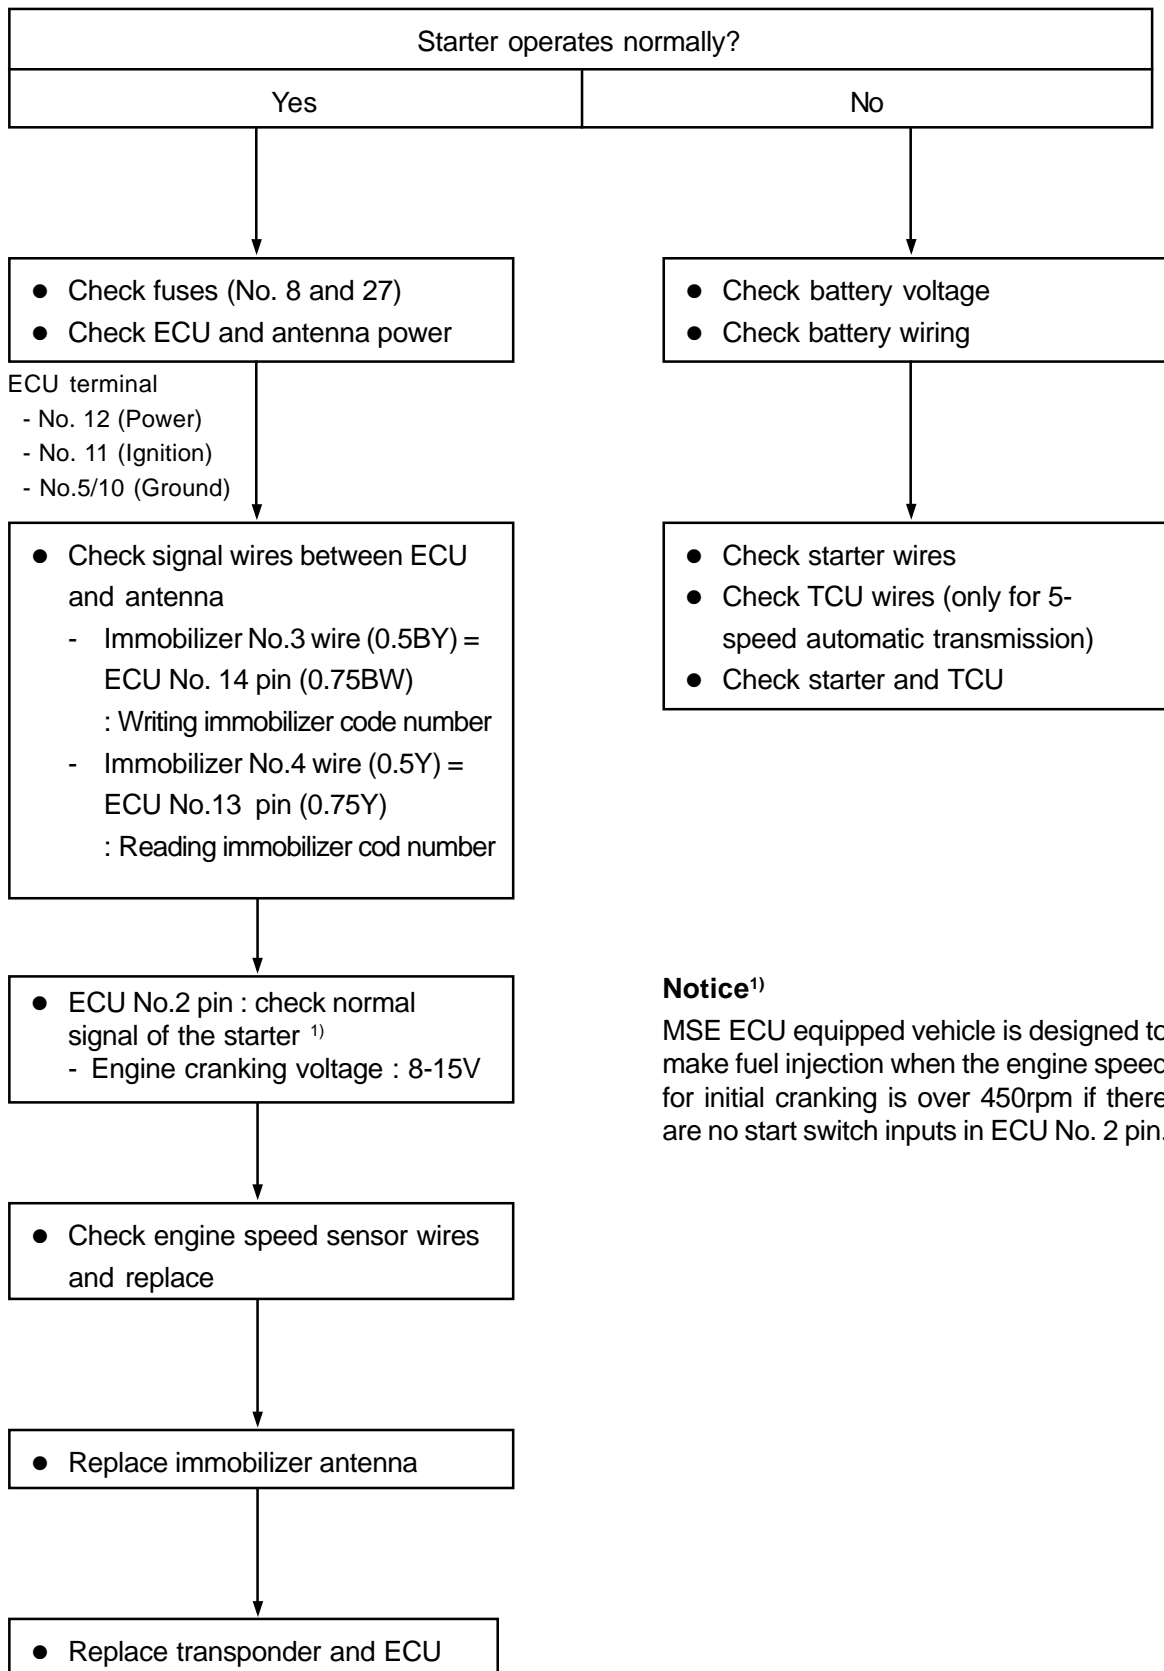 Starter operates normally?
Yes
No
● Check fuses (No. 8 and 27)
● Check ECU and antenna power
ECU terminal
- No. 12 (Power)
- No. 11 (Ignition)
- No.5/10 (Ground)
● Check signal wires between ECU
and antenna
- Immobilizer No.3 wire (0.5BY) =
ECU No. 14 pin (0.75BW)
: Writing immobilizer code number
- Immobilizer No.4 wire (0.5Y) =
ECU No.13 pin (0.75Y)
: Reading immobilizer cod number
● ECU No.2 pin : check normal
signal of the starter 1)
- Engine cranking voltage : 8-15V
● Check engine speed sensor wires
and replace
● Replace immobilizer antenna
● Replace transponder and ECU
● Check battery voltage
● Check battery wiring
● Check starter wires
● Check TCU wires (only for 5-
speed automatic transmission)
● Check starter and TCU
Notice1)
MSE ECU equipped vehicle is designed to
make fuel injection when the engine speed
for initial cranking is over 450rpm if there
are no start switch inputs in ECU No. 2 pin.